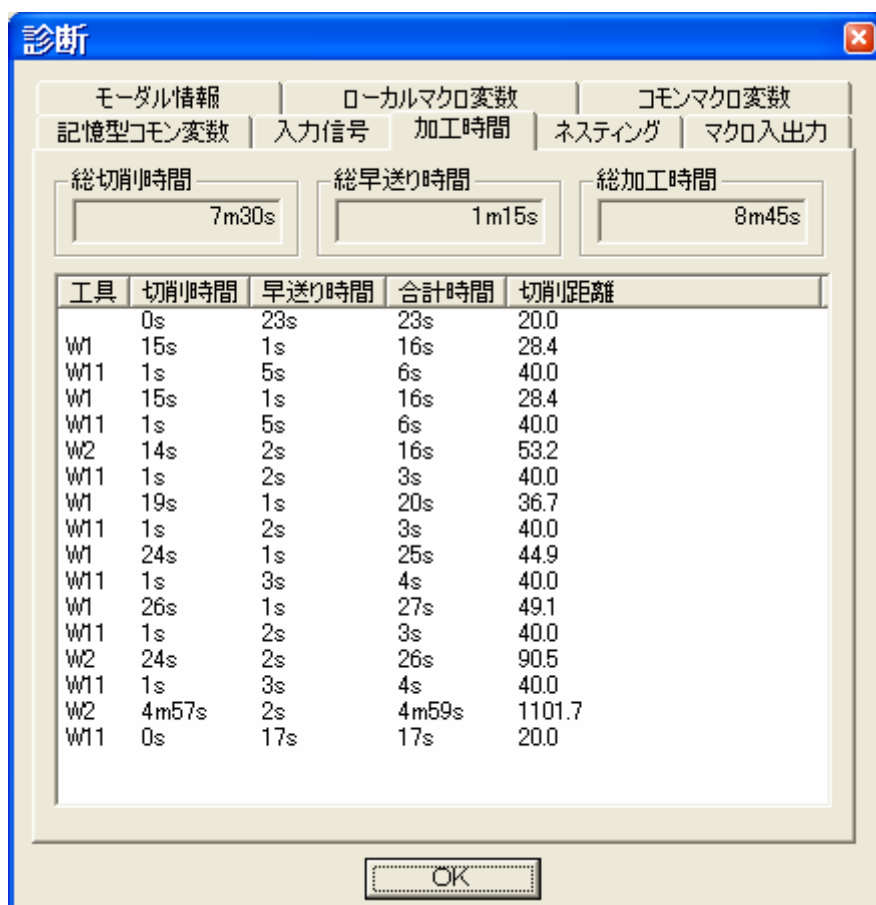 診断
モーダル情報 ローカルマクロ変数 コモンマクロ変数
記憶型コモン変数 入力信号 加工時間 ネスティング マクロ入出力
総切削時間 総早送り時間 総加工時間
7m30s 1m15s 8m45s
工具 切削時間 早送り時間 合計時間 切削距離
0s 23s 23s 20.0
W1 15s 1s 16s 28.4
W11 1s 5s 6s 40.0
W1 15s 1s 16s 28.4
W11 1s 5s 6s 40.0
W2 14s 2s 16s 53.2
W11 1s 2s 3s 40.0
W1 19s 1s 20s 36.7
W11 1s 2s 3s 40.0
W1 24s 1s 25s 44.9
W11 1s 3s 4s 40.0
W1 26s 1s 27s 49.1
W11 1s 2s 3s 40.0
W2 24s 2s 26s 90.5
W11 1s 3s 4s 40.0
W2 4m57s 2s 4m59s 1101.7
W11 0s 17s 17s 20.0
OK